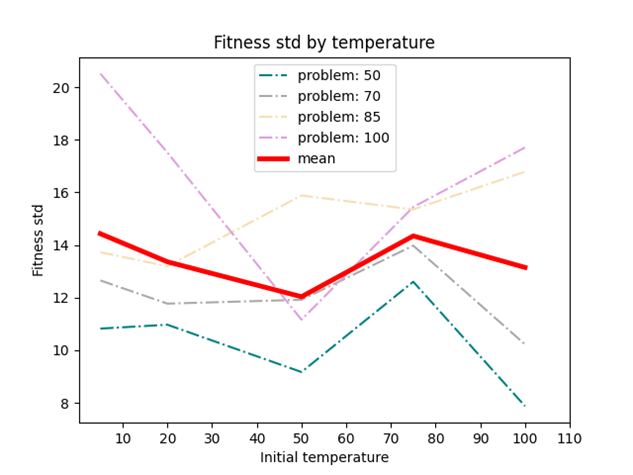 Fitness std by temperature
problem: 50
problem: 70
problem: 85
problem: 100
mean
Fitness std
20
18
16
14
12
10
8
10 20 30 40 50 60 70 80 90 100 110
Initial temperature